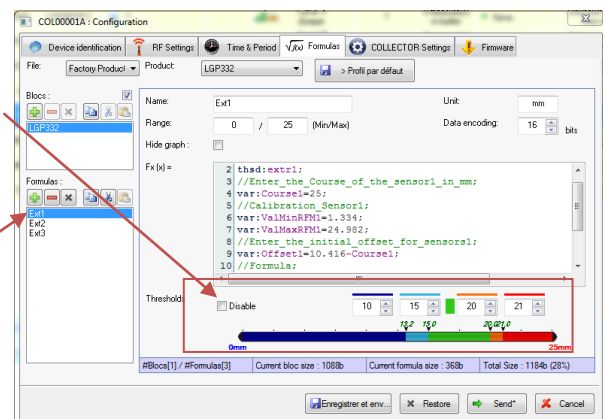 COL00001A : Configuration
Device identification RF Settings Time & Period √f(x) Formulas COLLECTOR Settings Firmware
File: Factory Product Product: LGP332 > Profil par défaut
Blocs :
LGP332
Name: Ext1 Unit: mm
Range: 0 / 25 (Min/Max) Data encoding: 16 bits
Hide graph :
Fx (x) =
2 thsd:extr1;
3 //Enter_the_Course_of_the_sensor1_in_mm;
4 var:Course1=25;
5 //Calibration_Sensor1;
6 var:ValMinRFM1=1.334;
7 var:ValMaxRFM1=24.982;
8 //Enter_the_initial_offset_for_sensors1;
9 var:Offset1=10.416-Course1;
10 //Formula;
Formulas :
Ext1
Ext2
Ext3
Thresholds Disable 10 15 20 21
13,2 15,0 20,0 21,0
0mm 25mm
#Blocs[1] / #Formulas[3] Current bloc size : 1088b Current formula size : 368b Total Size : 1184b (28%)
Enregistrer et env... Restore Send* Cancel